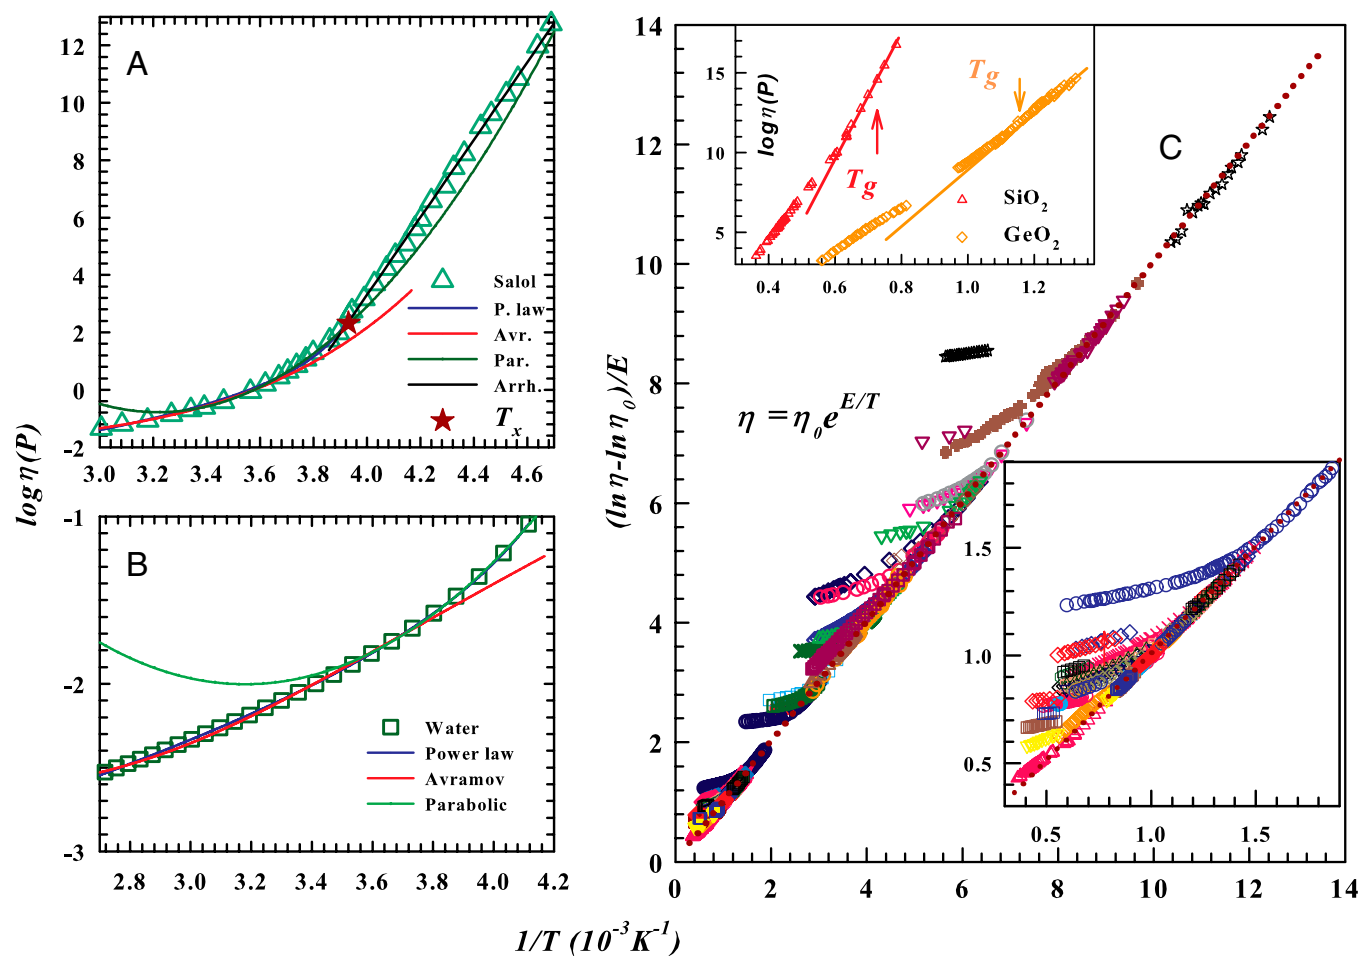 A
12
10
8
6
4
2
0
-2
3.0 3.2 3.4 3.6 3.8 4.0 4.2 4.4 4.6
Salol
P. law
Avr.
Par.
Arrh.
Tx
log η(P)
B
-1
-2
-3
2.8 3.0 3.2 3.4 3.6 3.8 4.0 4.2
Water
Power law
Avramov
Parabolic
1/T (10-3 K-1)
C
14
12
10
8
6
4
2
0
0 2 4 6 8 10 12 14
(ln η-ln η0)/E
η = η0 eE/T
log η(P)
15
10
5
0.4 0.6 0.8 1.0 1.2
Tg
Tg
SiO2
GeO2
1.5
1.0
0.5
0.5 1.0 1.5